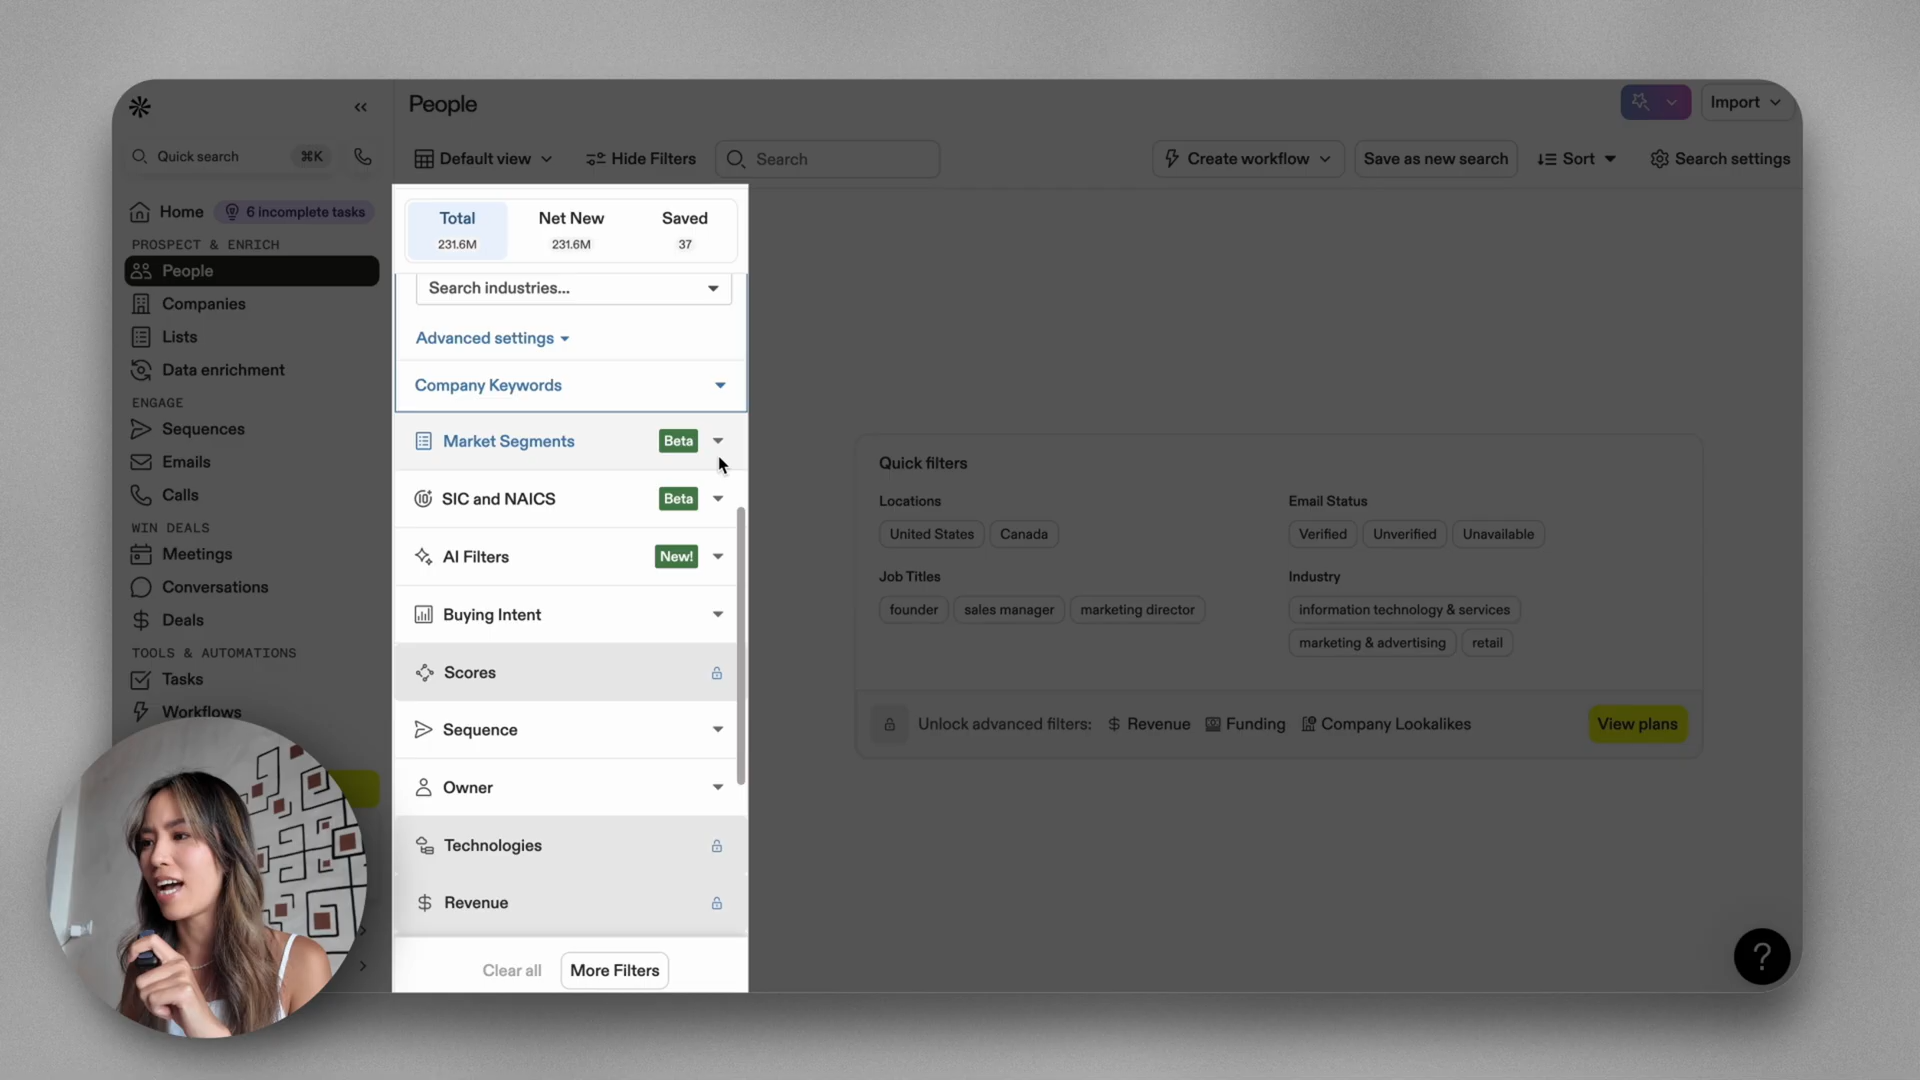 People
Import
Quick search
⌘K
Default view
Hide Filters
Search
Create workflow
Save as new search
Sort
Search settings
Home
6 incomplete tasks
PROSPECT & ENRICH
People
Companies
Lists
Data enrichment
ENGAGE
Sequences
Emails
Calls
WIN DEALS
Meetings
Conversations
Deals
TOOLS & AUTOMATIONS
Tasks
Workflows
Total
231.6M
Net New
231.6M
Saved
37
Search industries...
Advanced settings
Company Keywords
Market Segments
Beta
SIC and NAICS
Beta
AI Filters
New!
Buying Intent
Scores
Sequence
Owner
Technologies
Revenue
Clear all
More Filters
Quick filters
Locations
United States
Canada
Email Status
Verified
Unverified
Unavailable
Job Titles
founder
sales manager
marketing director
Industry
information technology & services
marketing & advertising
retail
Unlock advanced filters:
Revenue
Funding
Company Lookalikes
View plans
?